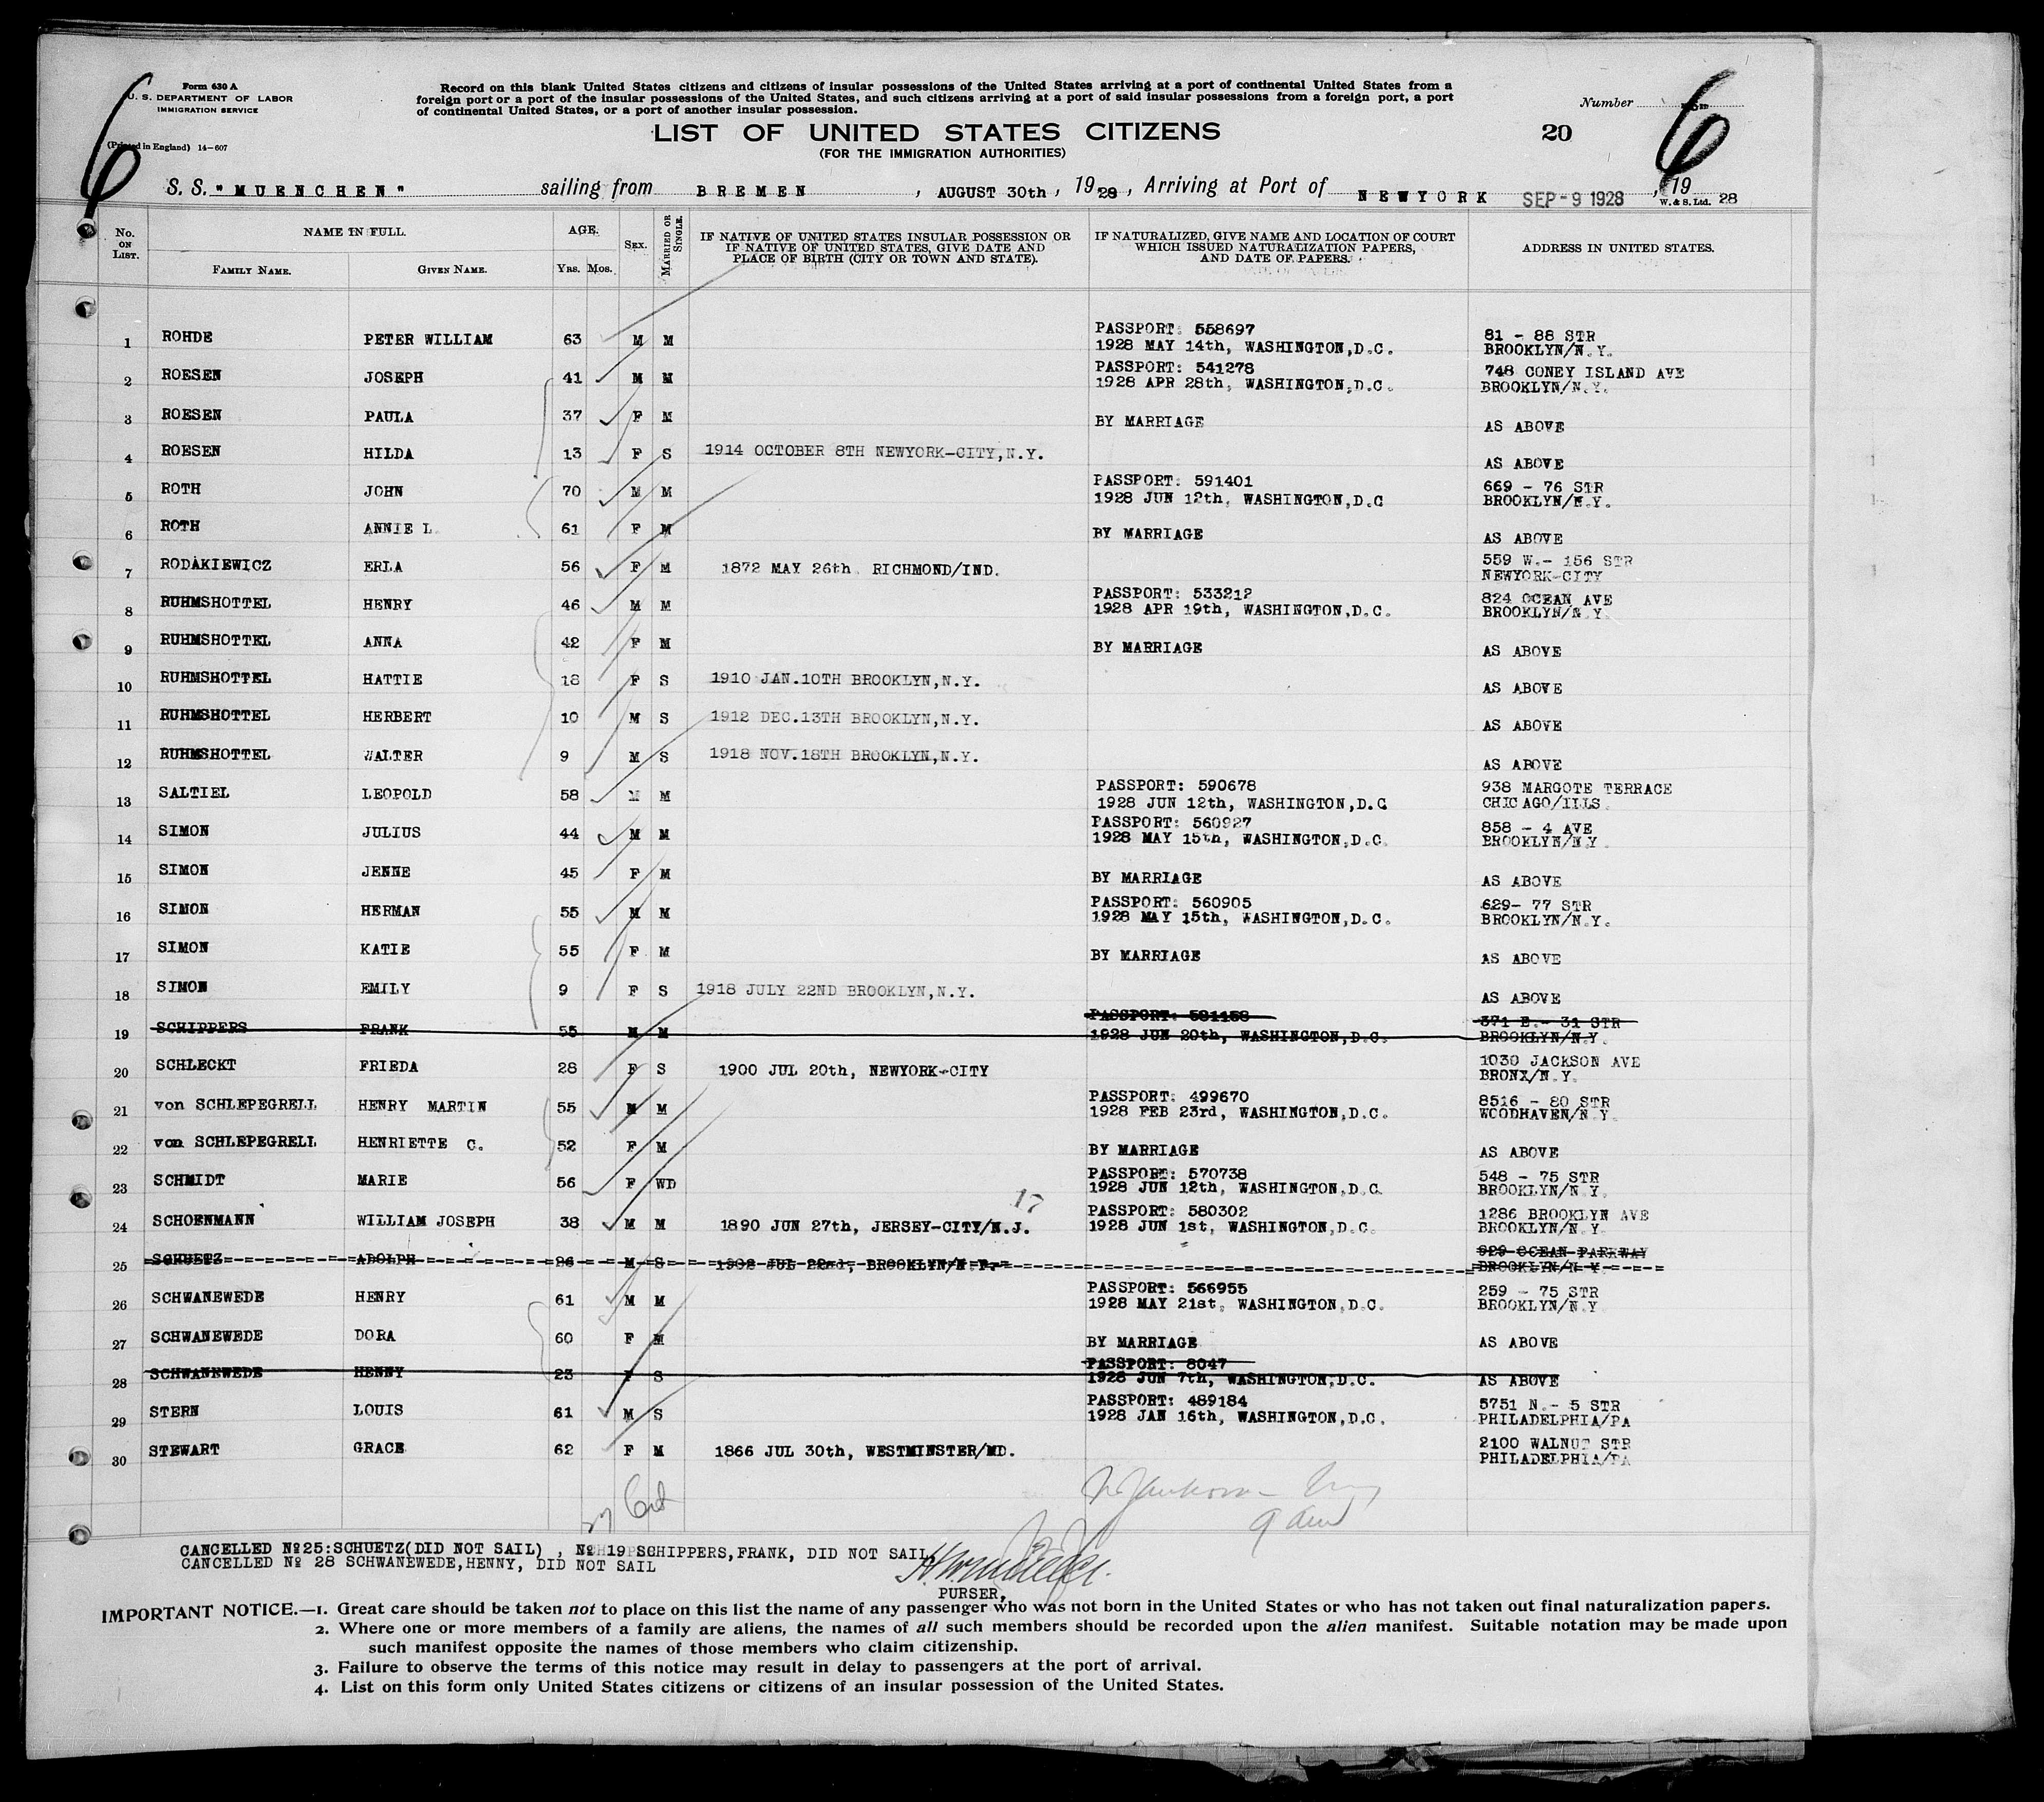 Form 630 A
U. S. DEPARTMENT OF LABOR
IMMIGRATION SERVICE
(Printed in England) 14-607
Record on this blank United States citizens and citizens of insular possessions of the United States arriving at a port of continental United States from a
foreign port or a port of the insular possessions of the United States, and such citizens arriving at a port of said insular possessions from a foreign port, a port
of continental United States, or a port of another insular possession.
Number
6
6
LIST OF UNITED STATES CITIZENS
20
(FOR THE IMMIGRATION AUTHORITIES)
S. S. "MUENCHEN" sailing from BREMEN, AUGUST 30th, 1928, Arriving at Port of NEWYORK SEP -9 1928, 19 28
W. & S. Ltd.
No. ON LIST. NAME IN FULL. FAMILY NAME. GIVEN NAME. AGE. YRS. MOS. SEX. MARRIED OR SINGLE. IF NATIVE OF UNITED STATES INSULAR POSSESSION OR IF NATIVE OF UNITED STATES, GIVE DATE AND PLACE OF BIRTH (CITY OR TOWN AND STATE). IF NATURALIZED, GIVE NAME AND LOCATION OF COURT WHICH ISSUED NATURALIZATION PAPERS, AND DATE OF PAPERS. ADDRESS IN UNITED STATES.
1 ROHDE PETER WILLIAM 63 M M PASSPORT: 558697 1928 MAY 14th, WASHINGTON,D.C. 81 - 88 STR BROOKLYN/N.Y.
2 ROESEN JOSEPH 41 M M PASSPORT: 541278 1928 APR 28th, WASHINGTON,D.C. 748 CONEY ISLAND AVE BROOKLYN/N.Y.
3 ROESEN PAULA 37 F M BY MARRIAGE AS ABOVE
4 ROESEN HILDA 13 F S 1914 OCTOBER 8TH NEWYORK-CITY,N.Y. AS ABOVE
5 ROTH JOHN 70 M M PASSPORT: 591401 1928 JUN 12th, WASHINGTON,D.C 669 - 76 STR BROOKLYN/N.Y.
6 ROTH ANNIE L. 61 F M BY MARRIAGE AS ABOVE
7 RODAKIEWICZ ERLA 56 F M 1872 MAY 26th RICHMOND/IND. 559 W.- 156 STR NEWYORK-CITY
8 RUHMSHOTTEL HENRY 46 M M PASSPORT: 533212 1928 APR 19th, WASHINGTON,D.C. 824 OCEAN AVE BROOKLYN/N.Y.
9 RUHMSHOTTEL ANNA 42 F M BY MARRIAGE AS ABOVE
10 RUHMSHOTTEL HATTIE 18 F S 1910 JAN.10TH BROOKLYN,N.Y. AS ABOVE
11 RUHMSHOTTEL HERBERT 10 M S 1912 DEC.13TH BROOKLYN,N.Y. AS ABOVE
12 RUHMSHOTTEL WALTER 9 M S 1918 NOV.18TH BROOKLYN,N.Y. AS ABOVE
13 SALTIEL LEOPOLD 58 M M PASSPORT: 590678 1928 JUN 12th, WASHINGTON,D.C 938 MARGOTE TERRACE CHICAGO/ILLS.
14 SIMON JULIUS 44 M M PASSPORT: 560927 1928 MAY 15th, WASHINGTON,D.C. 858 - 4 AVE BROOKLYN/N.Y.
15 SIMON JENNE 45 F M BY MARRIAGE AS ABOVE
16 SIMON HERMAN 55 M M PASSPORT: 560905 1928 MAY 15th, WASHINGTON,D.C. 629- 77 STR BROOKLYN/N.Y.
17 SIMON KATIE 55 F M BY MARRIAGE AS ABOVE
18 SIMON EMILY 9 F S 1918 JULY 22ND BROOKLYN,N.Y. AS ABOVE
19 SCHIPPERS FRANK 55 M M PASSPORT: 581158 1928 JUN 20th, WASHINGTON,D.C. 371 E.- 31 STR BROOKLYN/N.Y.
20 SCHLECKT FRIEDA 28 F S 1900 JUL 20th, NEWYORK-CITY 1030 JACKSON AVE BRONX/N.Y.
21 von SCHLEPEGRELL HENRY MARTIN 55 M M PASSPORT: 499670 1928 FEB 23rd, WASHINGTON,D.C. 8516 - 80 STR WOODHAVEN/N.Y.
22 von SCHLEPEGRELL HENRIETTE C. 52 F M BY MARRIAGE AS ABOVE
23 SCHMIDT MARIE 56 F WD PASSPORT: 570738 1928 JUN 12th, WASHINGTON,D.C. 548 - 75 STR BROOKLYN/N.Y.
24 SCHOENMANN WILLIAM JOSEPH 38 M M 1890 JUN 27th, JERSEY-CITY/N.J. 17 PASSPORT: 580302 1928 JUN 1st, WASHINGTON,D.C. 1286 BROOKLYN AVE BROOKLYN/N.Y.
25 SCHUETZ ADOLPH 26 M S 1902 JUL 22nd, BROOKLYN/N.Y. 929 OCEAN PARKWAY BROOKLYN/N.Y.
26 SCHWANEWEDE HENRY 61 M M PASSPORT: 566955 1928 MAY 21st, WASHINGTON,D.C. 259 - 75 STR BROOKLYN/N.Y
27 SCHWANEWEDE DORA 60 F M BY MARRIAGE AS ABOVE
28 SCHWANEWEDE HENNY 23 F S PASSPORT: 8047 1928 JUN 7th, WASHINGTON,D.C. AS ABOVE
29 STERN LOUIS 61 M S PASSPORT: 489184 1928 JAN 16th, WASHINGTON,D.C. 5751 N.- 5 STR PHILADELPHIA/PA
30 STEWART GRACE 62 F M 1866 JUL 30th, WESTMINSTER/MD. 2100 WALNUT STR PHILADELPHIA/PA
CANCELLED No25:SCHUETZ(DID NOT SAIL) , No 19 SCHIPPERS,FRANK, DID NOT SAIL
CANCELLED No 28 SCHWANEWEDE,HENNY, DID NOT SAIL
PURSER,
IMPORTANT NOTICE.—1. Great care should be taken not to place on this list the name of any passenger who was not born in the United States or who has not taken out final naturalization papers.
2. Where one or more members of a family are aliens, the names of all such members should be recorded upon the alien manifest. Suitable notation may be made upon
such manifest opposite the names of those members who claim citizenship.
3. Failure to observe the terms of this notice may result in delay to passengers at the port of arrival.
4. List on this form only United States citizens or citizens of an insular possession of the United States.